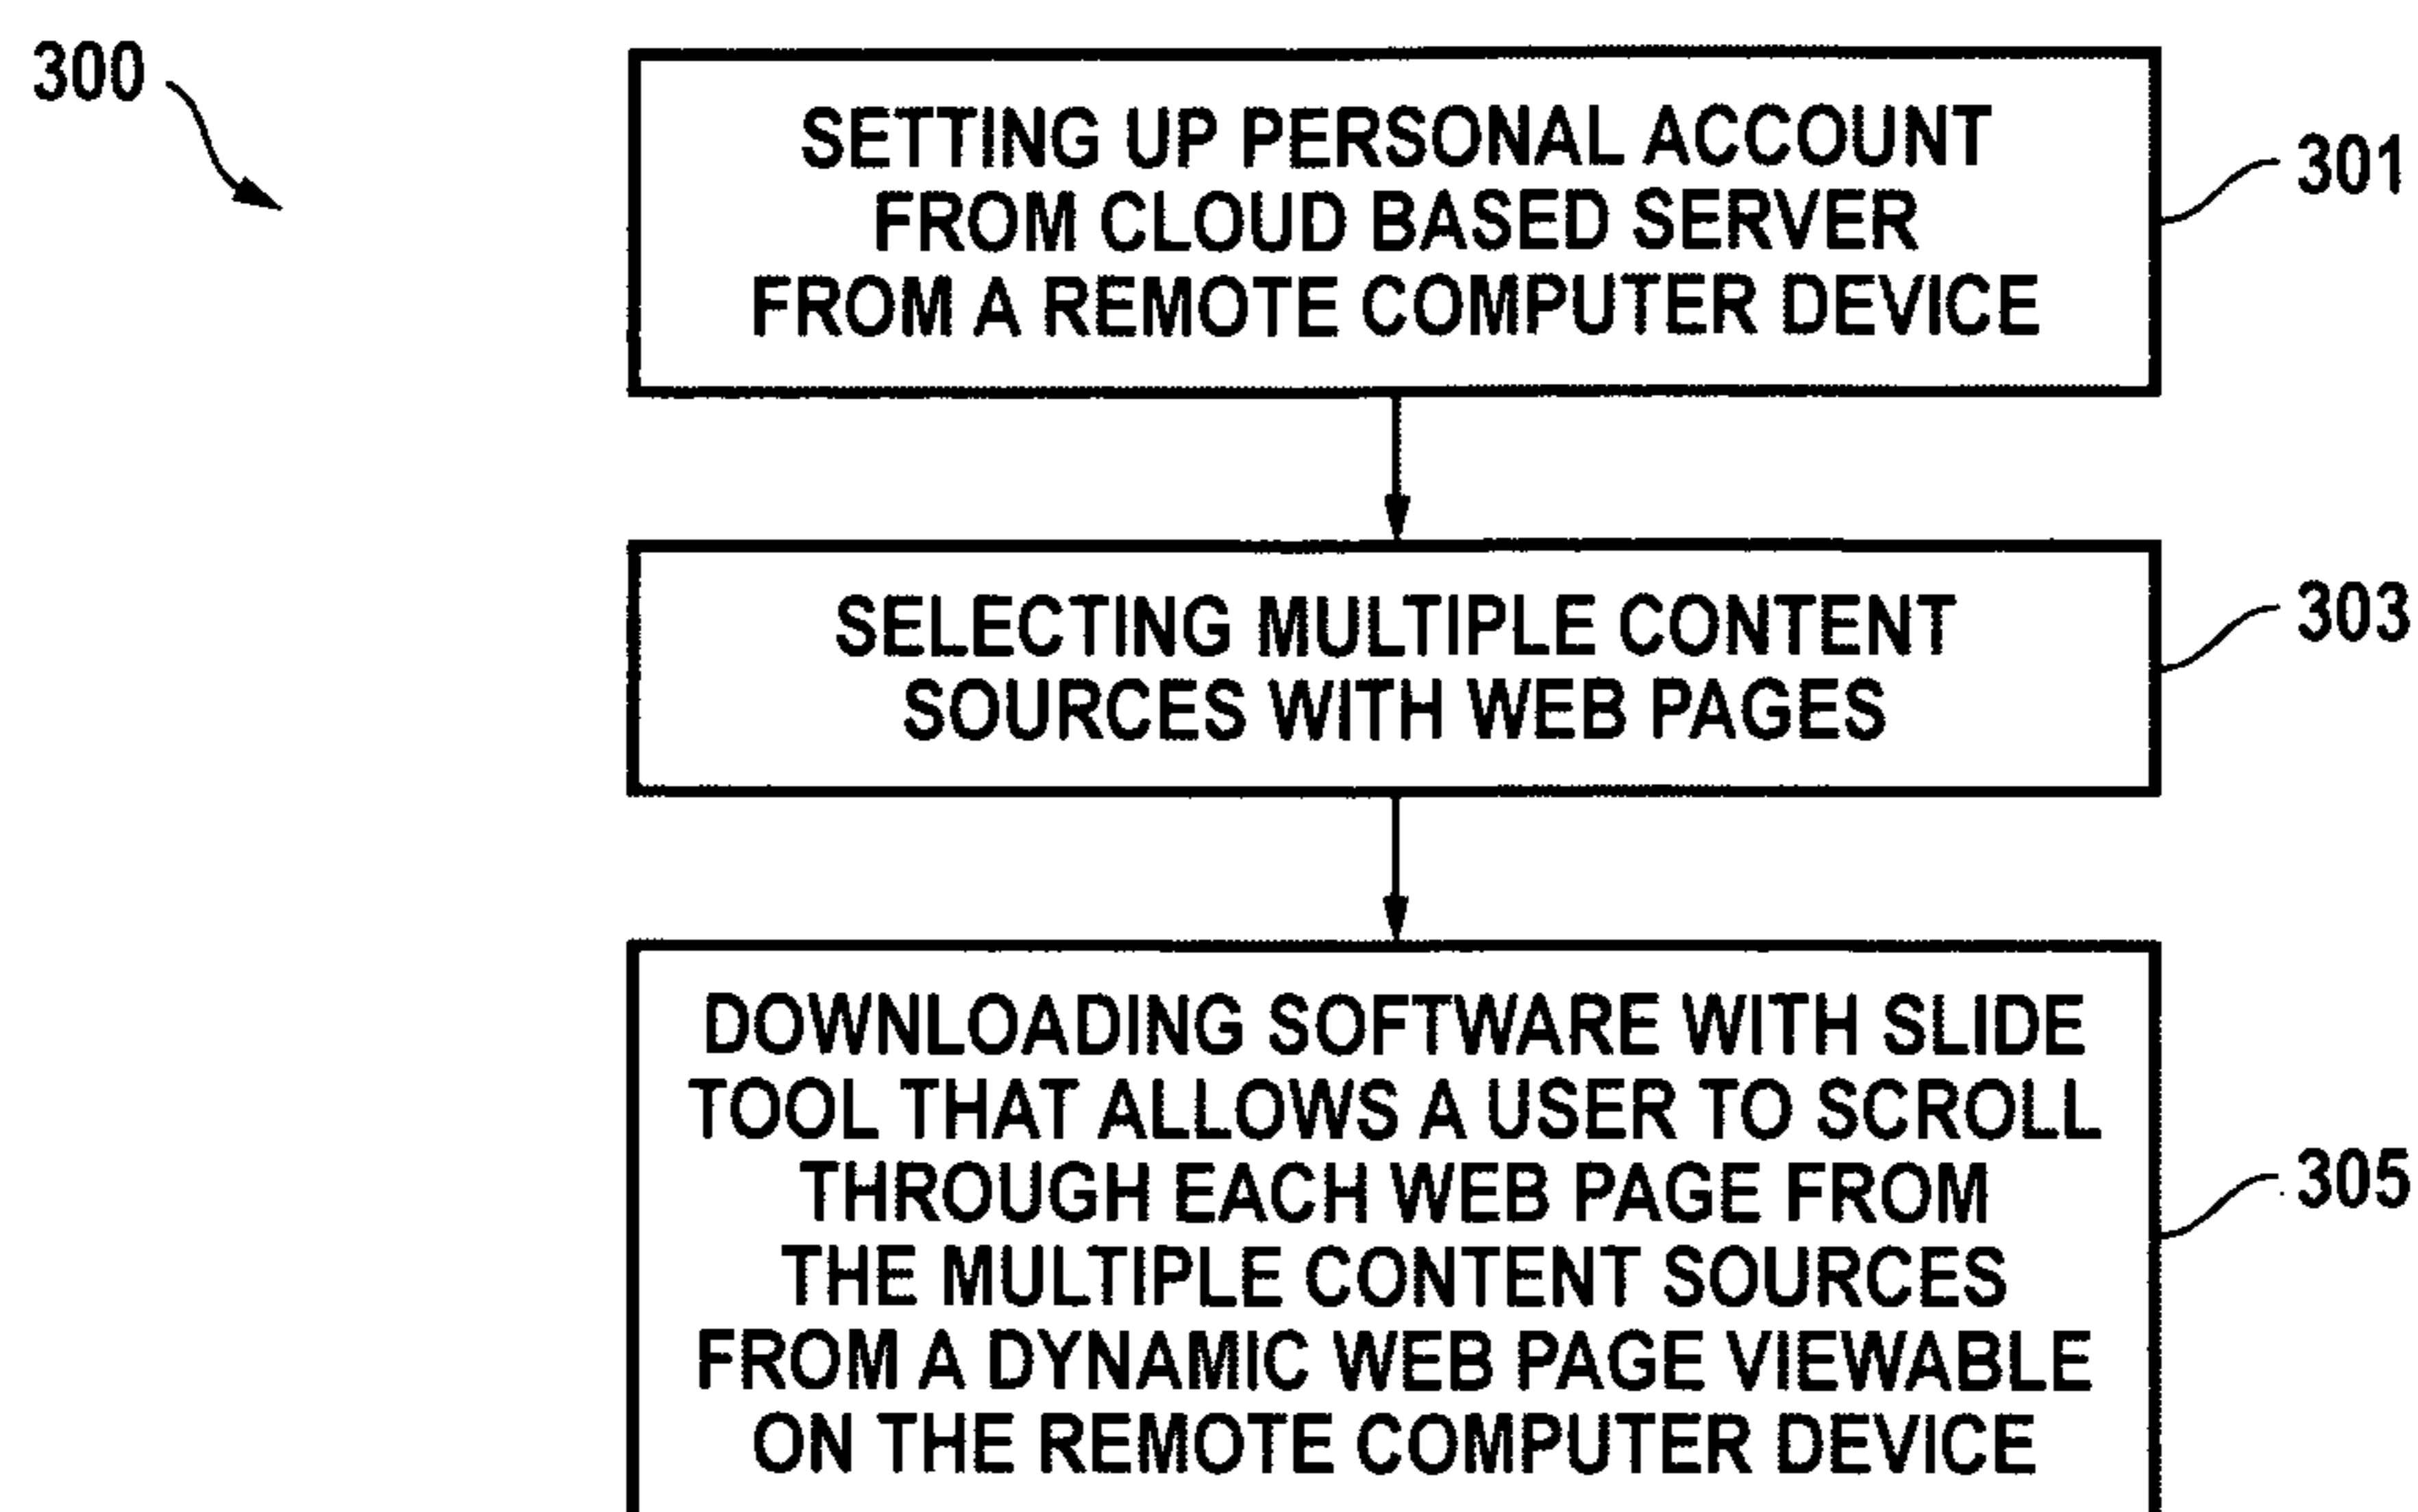 300
SETTING UP PERSONAL ACCOUNT
FROM CLOUD BASED SERVER
FROM A REMOTE COMPUTER DEVICE
301
SELECTING MULTIPLE CONTENT
SOURCES WITH WEB PAGES
303
DOWNLOADING SOFTWARE WITH SLIDE
TOOL THAT ALLOWS A USER TO SCROLL
THROUGH EACH WEB PAGE FROM
THE MULTIPLE CONTENT SOURCES
FROM A DYNAMIC WEB PAGE VIEWABLE
ON THE REMOTE COMPUTER DEVICE
305